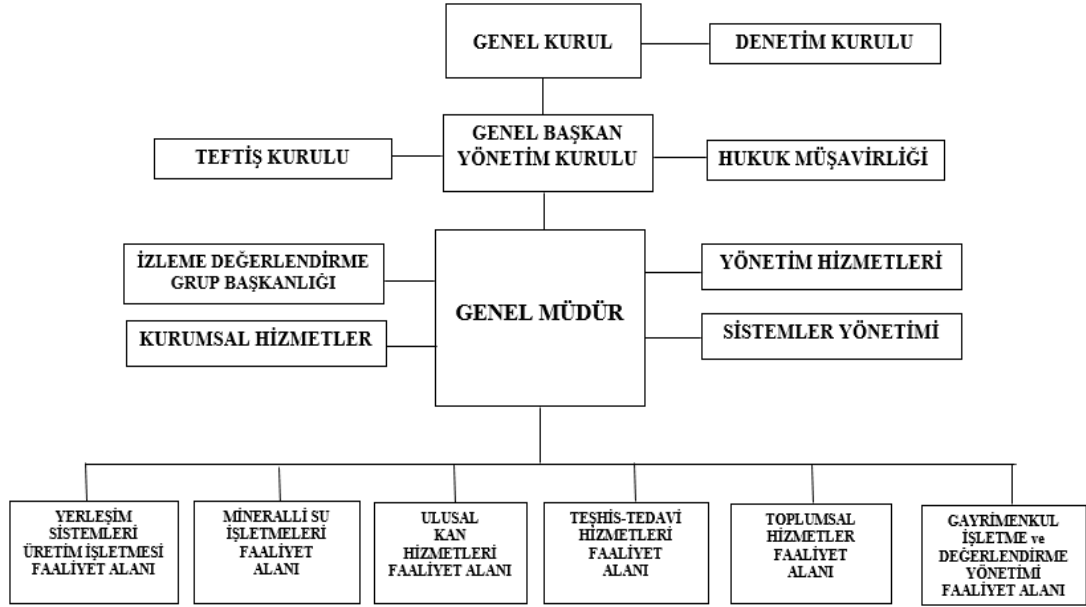 GENEL KURUL
DENETİM KURULU
GENEL BAŞKAN
YÖNETİM KURULU
TEFTİŞ KURULU
HUKUK MÜŞAVİRLİĞİ
İZLEME DEĞERLENDİRME
GRUP BAŞKANLIĞI
YÖNETİM HİZMETLERİ
GENEL MÜDÜR
KURUMSAL HİZMETLER
SİSTEMLER YÖNETİMİ
YERLEŞİM
SİSTEMLERİ
ÜRETİM İŞLETMESİ
FAALİYET ALANI
MİNERALLİ SU
İŞLETMELERİ
FAALİYET
ALANI
ULUSAL
KAN
HİZMETLERİ
FAALİYET ALANI
TEŞHİS-TEDAVİ
HİZMETLERİ
FAALİYET
ALANI
TOPLUMSAL
HİZMETLER
FAALİYET
ALANI
GAYRİMENKUL
İŞLETME ve
DEĞERLENDİRME
YÖNETİMİ
FAALİYET ALANI